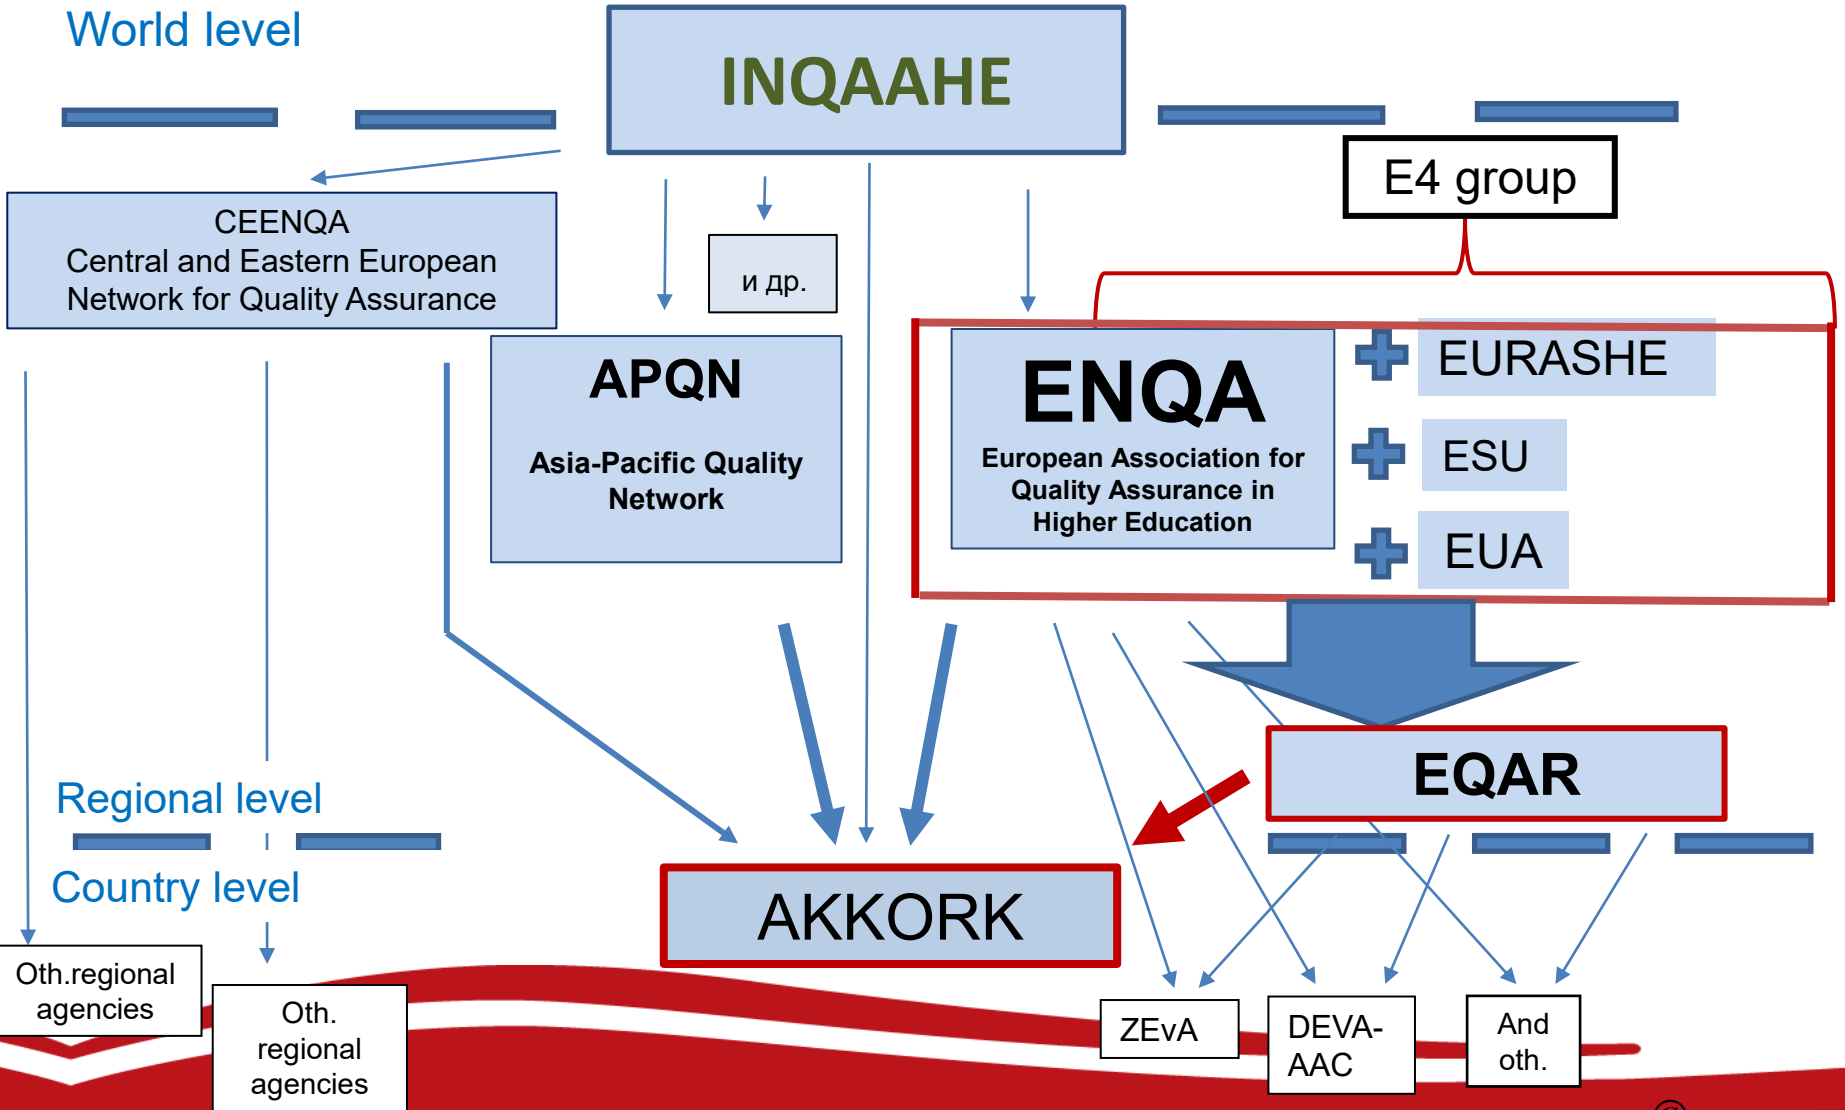 World level
INQAAHE
E4 group
CEENQA
Central and Eastern European
Network for Quality Assurance
и др.
APQN
Asia-Pacific Quality
Network
ENQA
European Association for
Quality Assurance in
Higher Education
EURASHE
ESU
EUA
EQAR
Regional level
Country level
AKKORK
Oth.regional
agencies
Oth.
regional
agencies
ZEvA
DEVA-
AAC
And
oth.